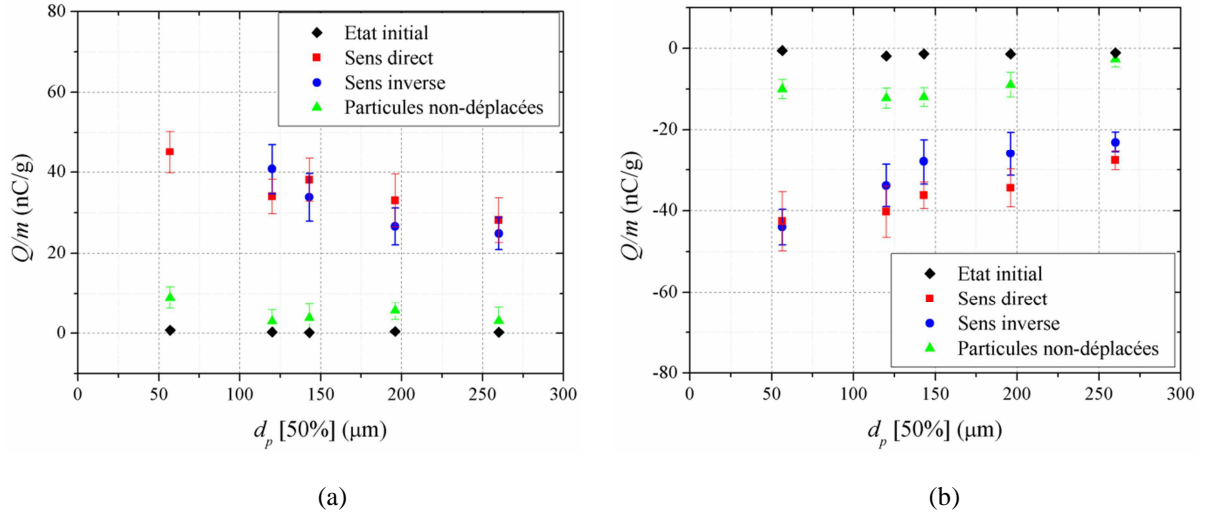 80
60
40
20
0
Q/m (nC/g)
Etat initial
Sens direct
Sens inverse
Particules non-déplacées
0 50 100 150 200 250 300
d_p [50%] (μm)
(a)
0
-20
-40
-60
-80
Q/m (nC/g)
Etat initial
Sens direct
Sens inverse
Particules non-déplacées
0 50 100 150 200 250 300
d_p [50%] (μm)
(b)